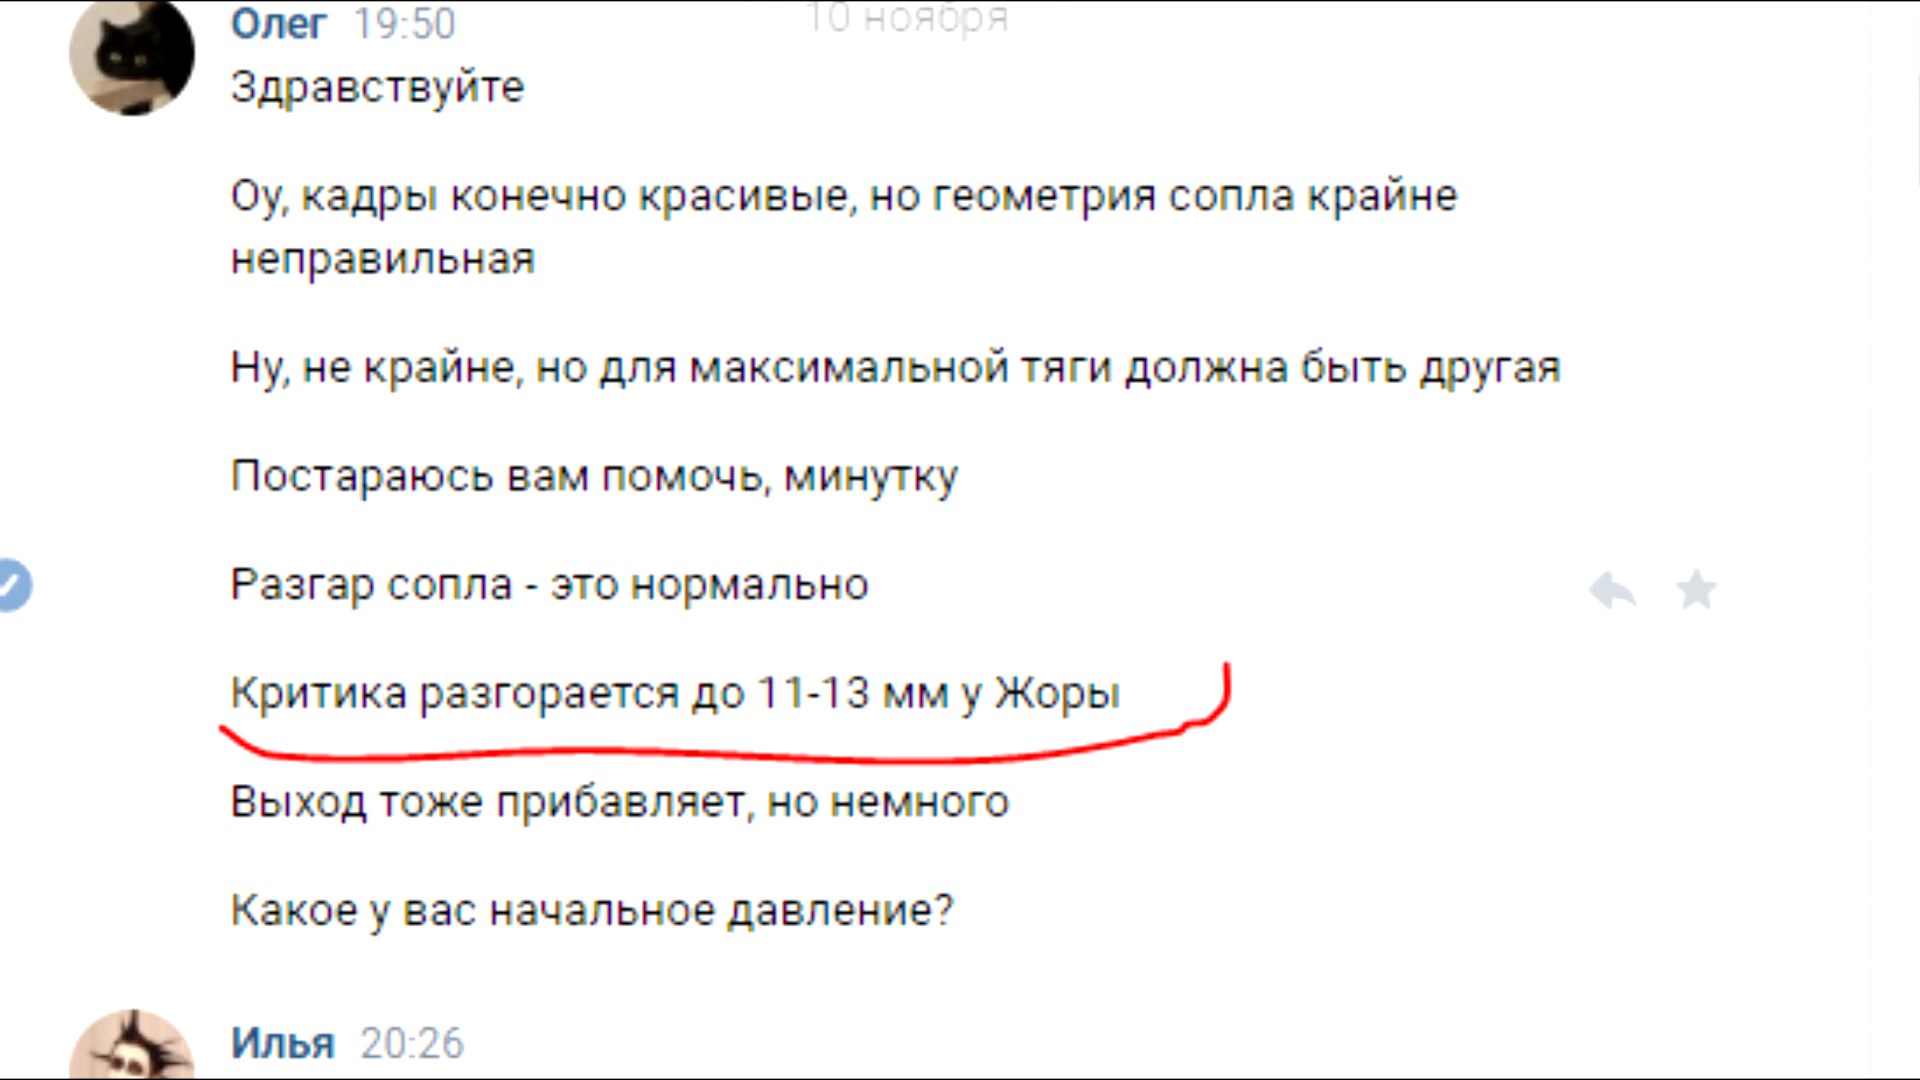 Олег 19:50
10 ноября
Здравствуйте
Оу, кадры конечно красивые, но геометрия сопла крайне
неправильная
Ну, не крайне, но для максимальной тяги должна быть другая
Постараюсь вам помочь, минутку
Разгар сопла - это нормально
Критика разгорается до 11-13 мм у Жоры
Выход тоже прибавляет, но немного
Какое у вас начальное давление?
Илья 20:26